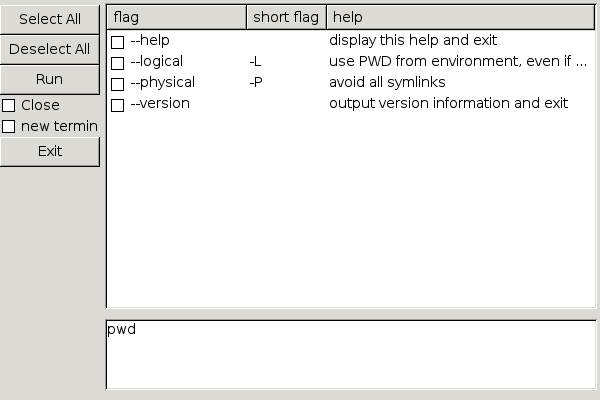 Select All
Deselect All
Run
Close
new termin
Exit
flag short flag help
--help display this help and exit
--logical -L use PWD from environment, even if ...
--physical -P avoid all symlinks
--version output version information and exit
pwd